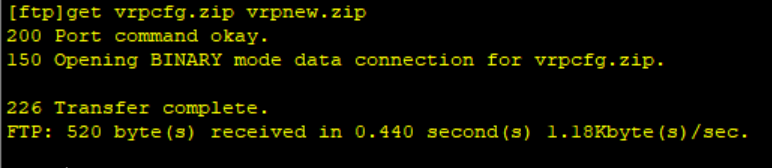 [ftp]get vrpcfg.zip vrpnew.zip
200 Port command okay.
150 Opening BINARY mode data connection for vrpcfg.zip.
226 Transfer complete.
FTP: 520 byte(s) received in 0.440 second(s) 1.18Kbyte(s)/sec.